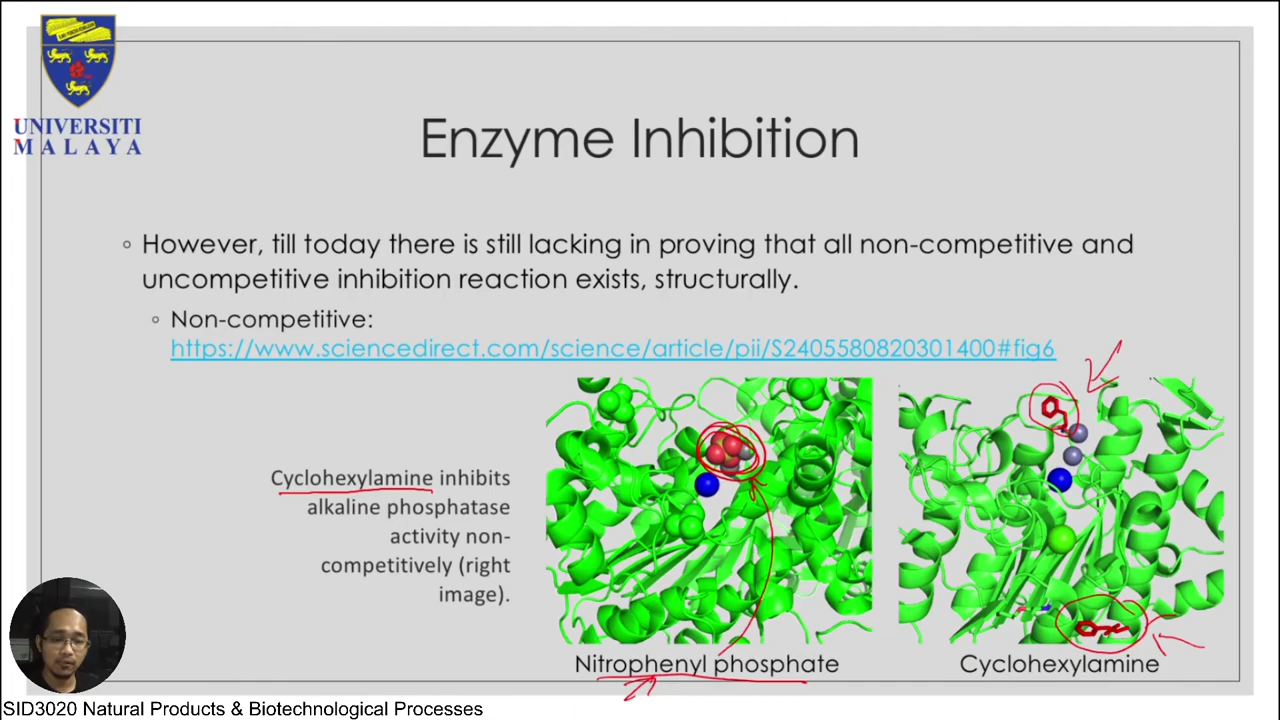 UNIVERSITI
MALAYA
Enzyme Inhibition
However, till today there is still lacking in proving that all non-competitive and
uncompetitive inhibition reaction exists, structurally.
Non-competitive:
https://www.sciencedirect.com/science/article/pii/S2405580820301400#fig6
Cyclohexylamine inhibits
alkaline phosphatase
activity non-
competitively (right
image).
Nitrophenyl phosphate
Cyclohexylamine
SID3020 Natural Products & Biotechnological Processes